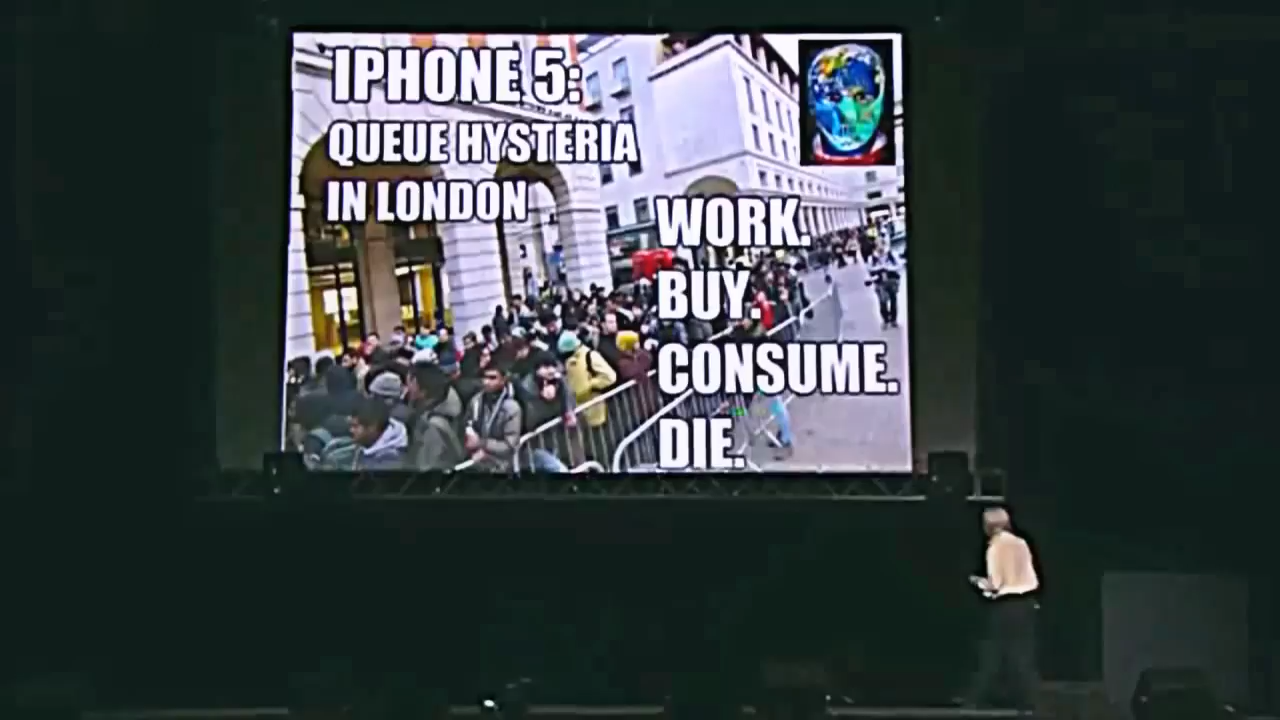 IPHONE 5:
QUEUE HYSTERIA
IN LONDON
WORK.
BUY.
CONSUME.
DIE.